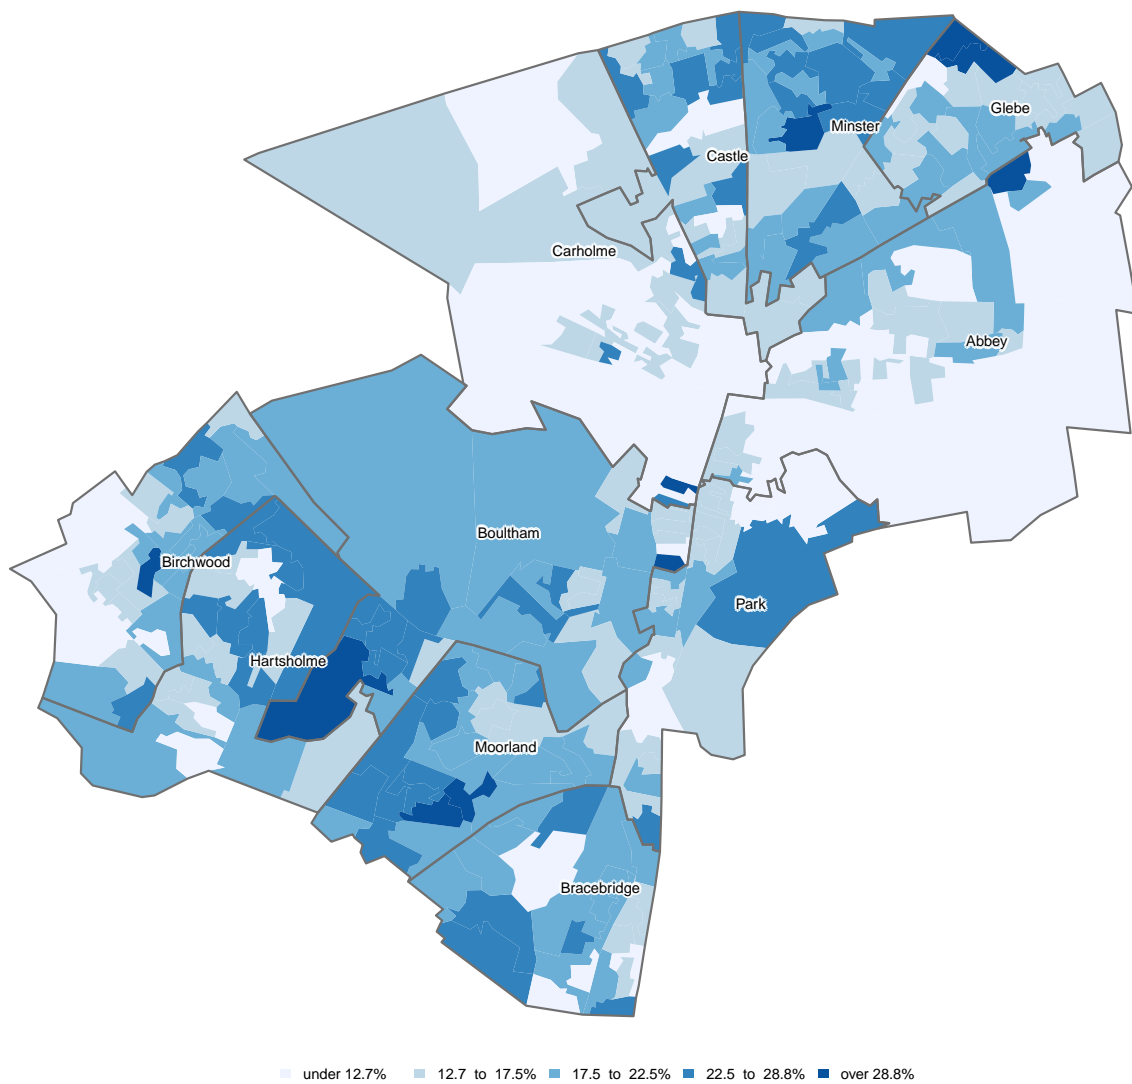 Glebe
Minster
Castle
Carholme
Abbey
Boultham
Birchwood
Park
Hartsholme
Moorland
Bracebridge
under 12.7% 12.7 to 17.5% 17.5 to 22.5% 22.5 to 28.8% over 28.8%